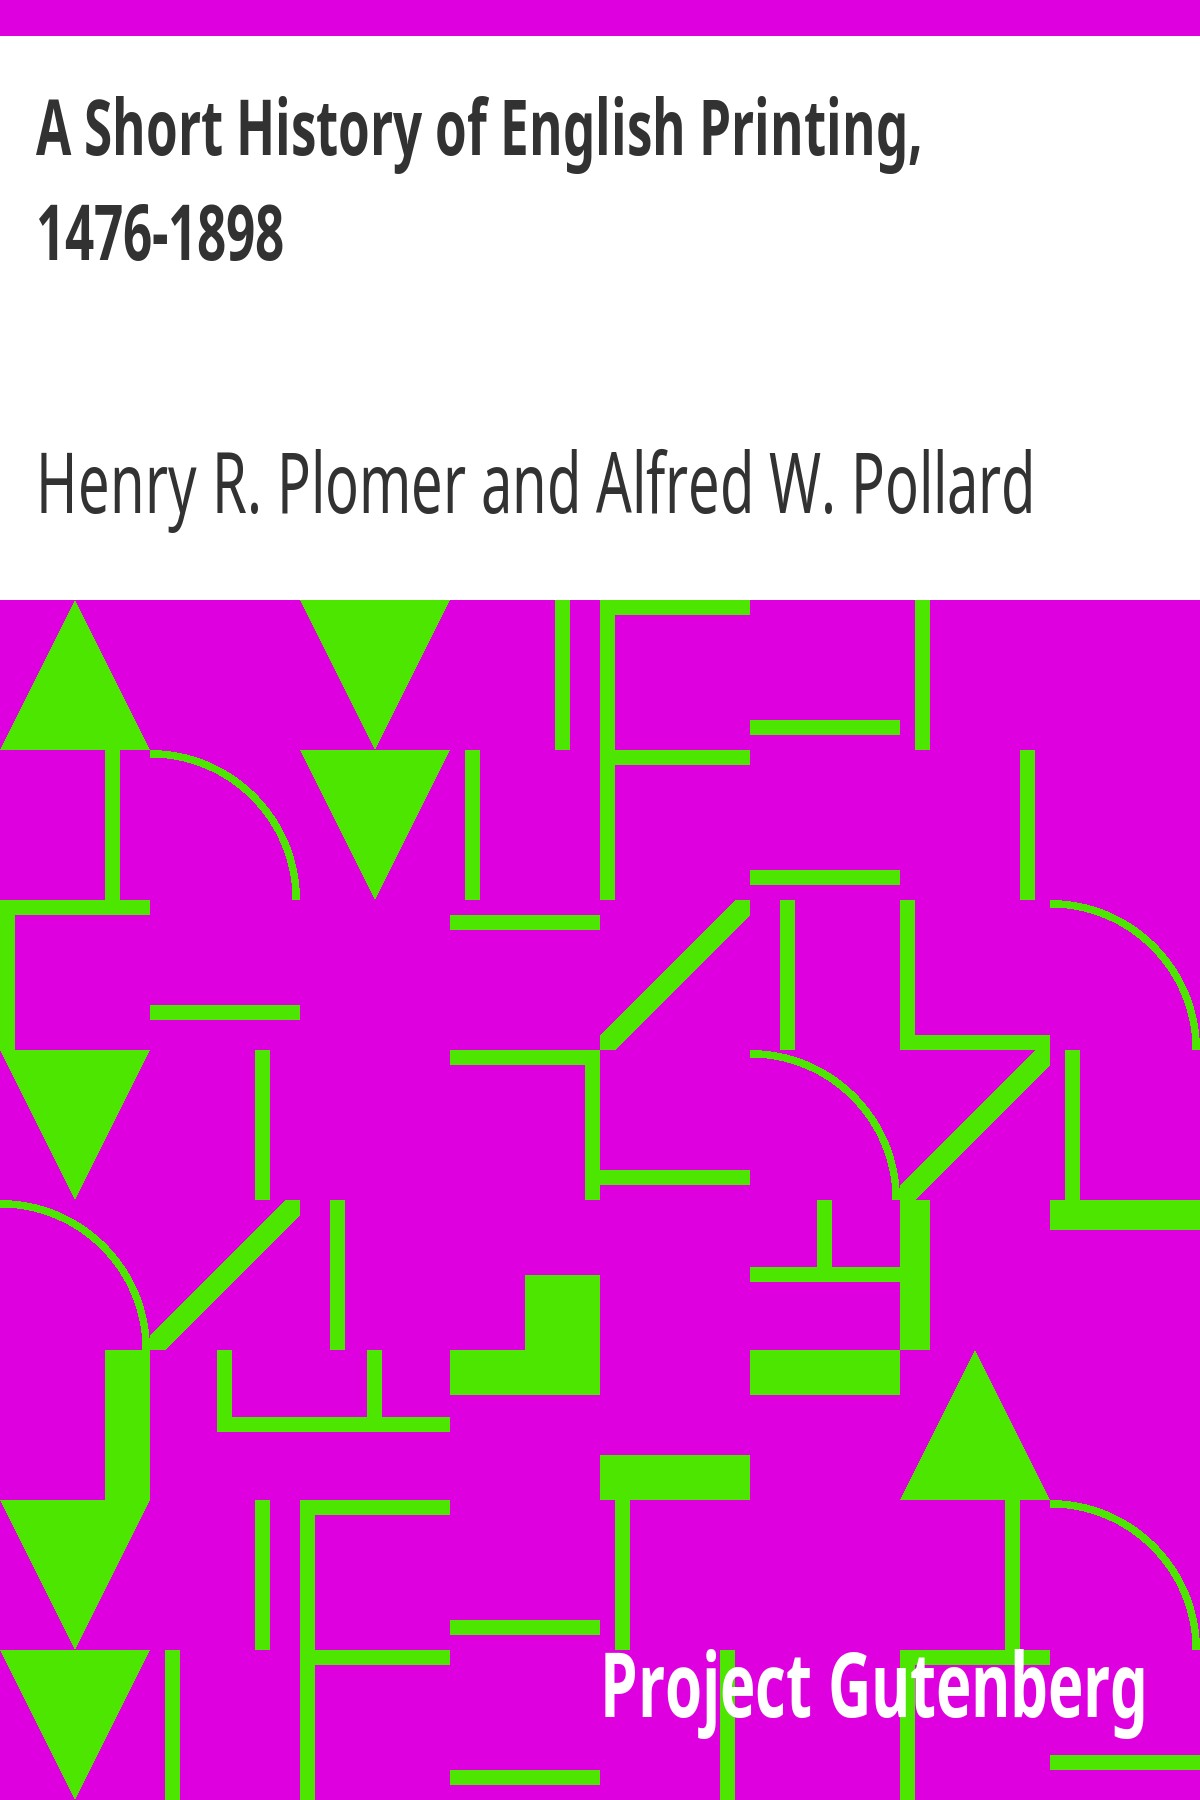 A Short History of English Printing,
1476-1898
Henry R. Plomer and Alfred W. Pollard
Project Gutenberg